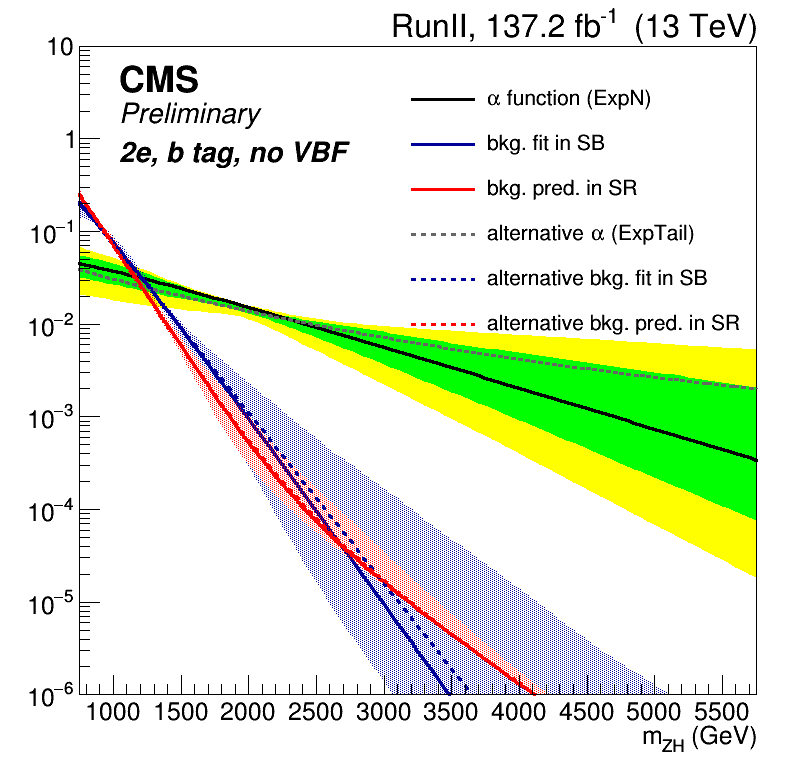 RunII, 137.2 fb⁻¹ (13 TeV)
CMS
Preliminary
2e, b tag, no VBF
α function (ExpN)
bkg. fit in SB
bkg. pred. in SR
alternative α (ExpTail)
alternative bkg. fit in SB
alternative bkg. pred. in SR
10
1
10⁻¹
10⁻²
10⁻³
10⁻⁴
10⁻⁵
10⁻⁶
1000 1500 2000 2500 3000 3500 4000 4500 5000 5500
m_ZH (GeV)